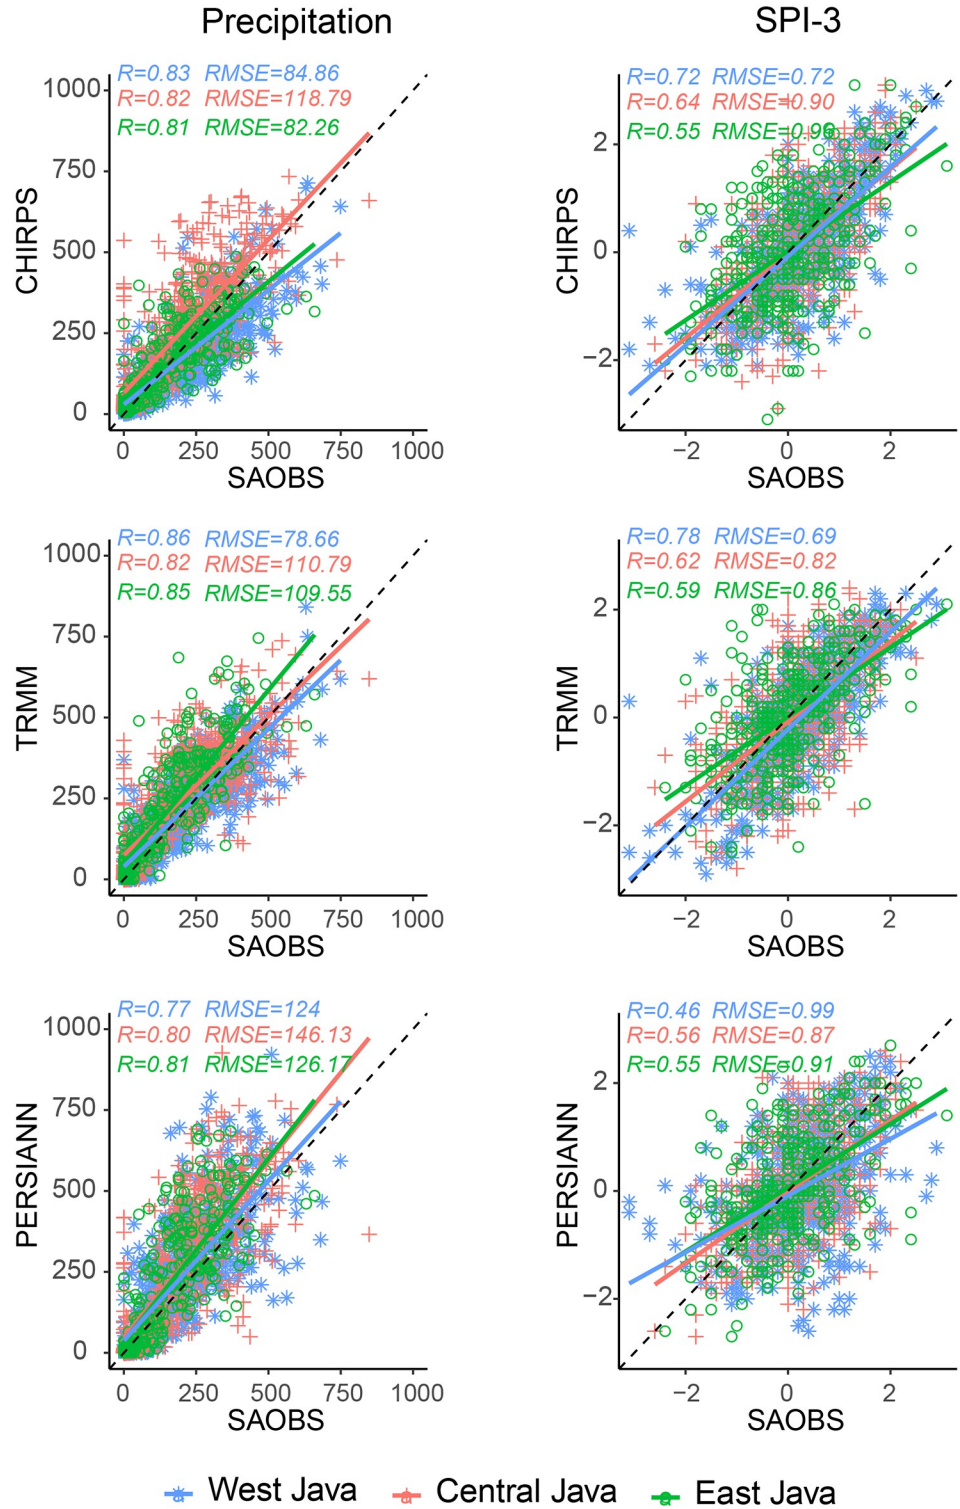 Precipitation
SPI-3
R=0.83 RMSE=84.86
R=0.82 RMSE=118.79
R=0.81 RMSE=82.26
1000
750
500
250
0
CHIRPS
0 250 500 750 1000
SAOBS
R=0.72 RMSE=0.72
R=0.64 RMSE=0.90
R=0.55 RMSE=0.96
2
0
−2
CHIRPS
−2 0 2
SAOBS
R=0.86 RMSE=78.66
R=0.82 RMSE=110.79
R=0.85 RMSE=109.55
1000
750
500
250
0
TRMM
0 250 500 750 1000
SAOBS
R=0.78 RMSE=0.69
R=0.62 RMSE=0.82
R=0.59 RMSE=0.86
2
0
−2
TRMM
−2 0 2
SAOBS
R=0.77 RMSE=124
R=0.80 RMSE=146.13
R=0.81 RMSE=126.17
1000
750
500
250
0
PERSIANN
0 250 500 750 1000
SAOBS
R=0.46 RMSE=0.99
R=0.56 RMSE=0.87
R=0.55 RMSE=0.91
2
0
−2
PERSIANN
−2 0 2
SAOBS
West Java Central Java East Java